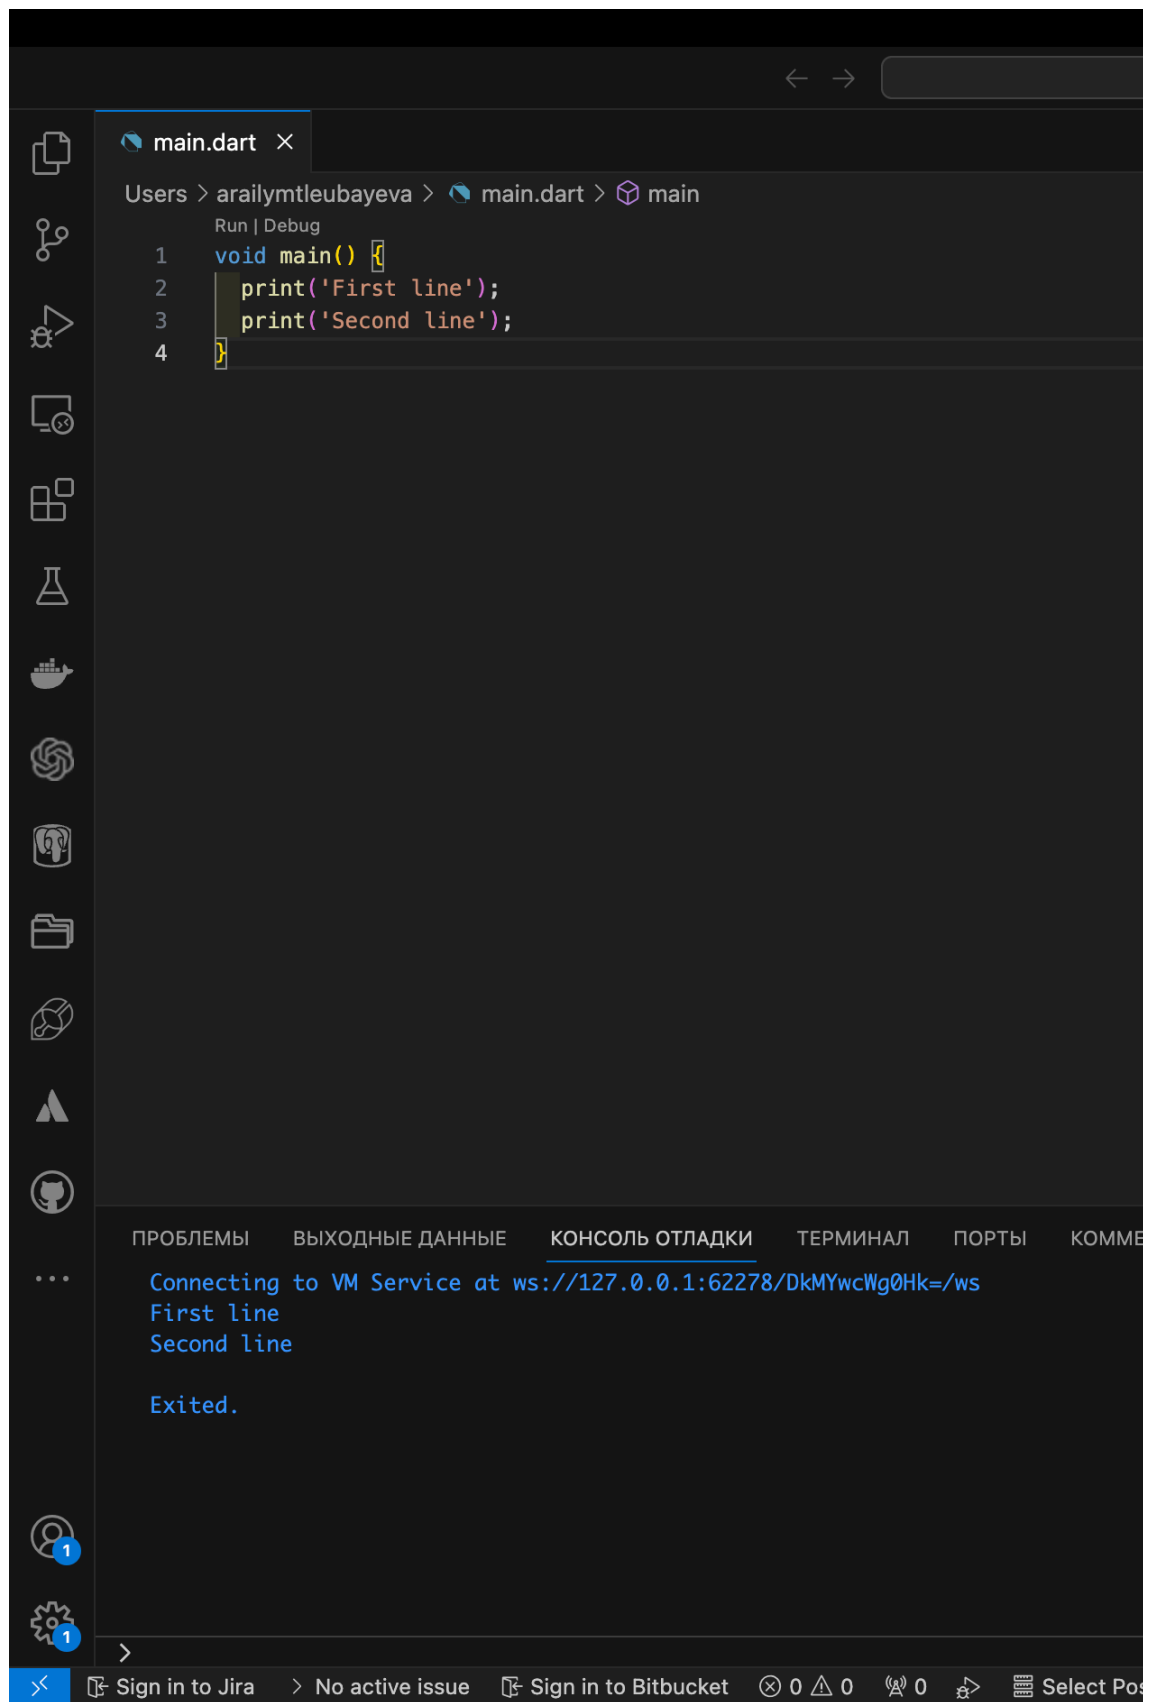 main.dart
Users > arailymtleubayeva > main.dart > main
Run | Debug
1 void main() {
2 print('First line');
3 print('Second line');
4 }
ПРОБЛЕМЫ ВЫХОДНЫЕ ДАННЫЕ КОНСОЛЬ ОТЛАДКИ ТЕРМИНАЛ ПОРТЫ КОММЕ
Connecting to VM Service at ws://127.0.0.1:62278/DkMYwcWg0Hk=/ws
First line
Second line
Exited.
1
1
>
Sign in to Jira > No active issue Sign in to Bitbucket 0 0 0 Select Pos